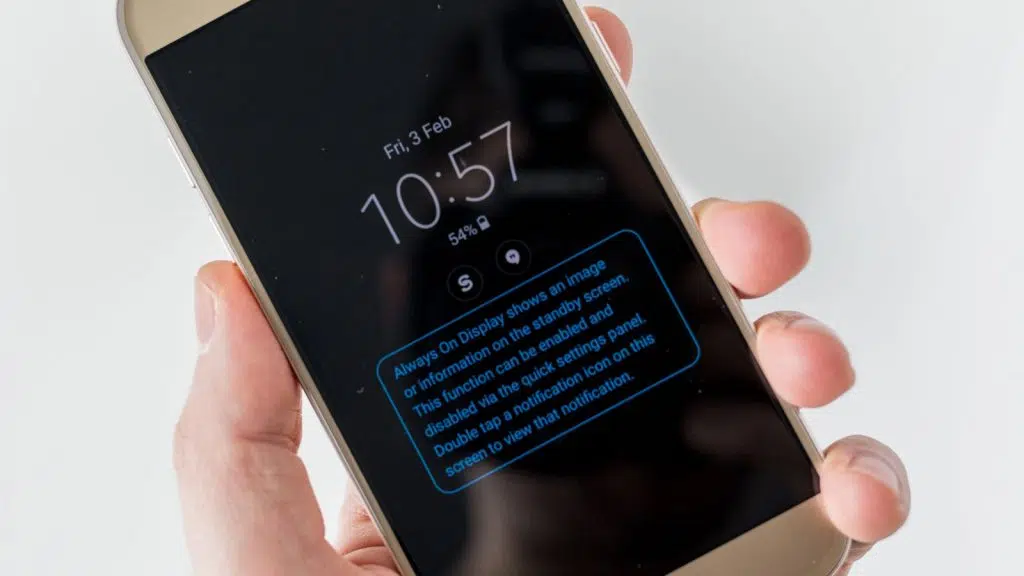 Fri, 3 Feb
10:57
54%
S
Always On Display shows an image
or information on the standby screen.
This function can be enabled and
disabled via the quick settings panel.
Double tap a notification icon on this
screen to view that notification.